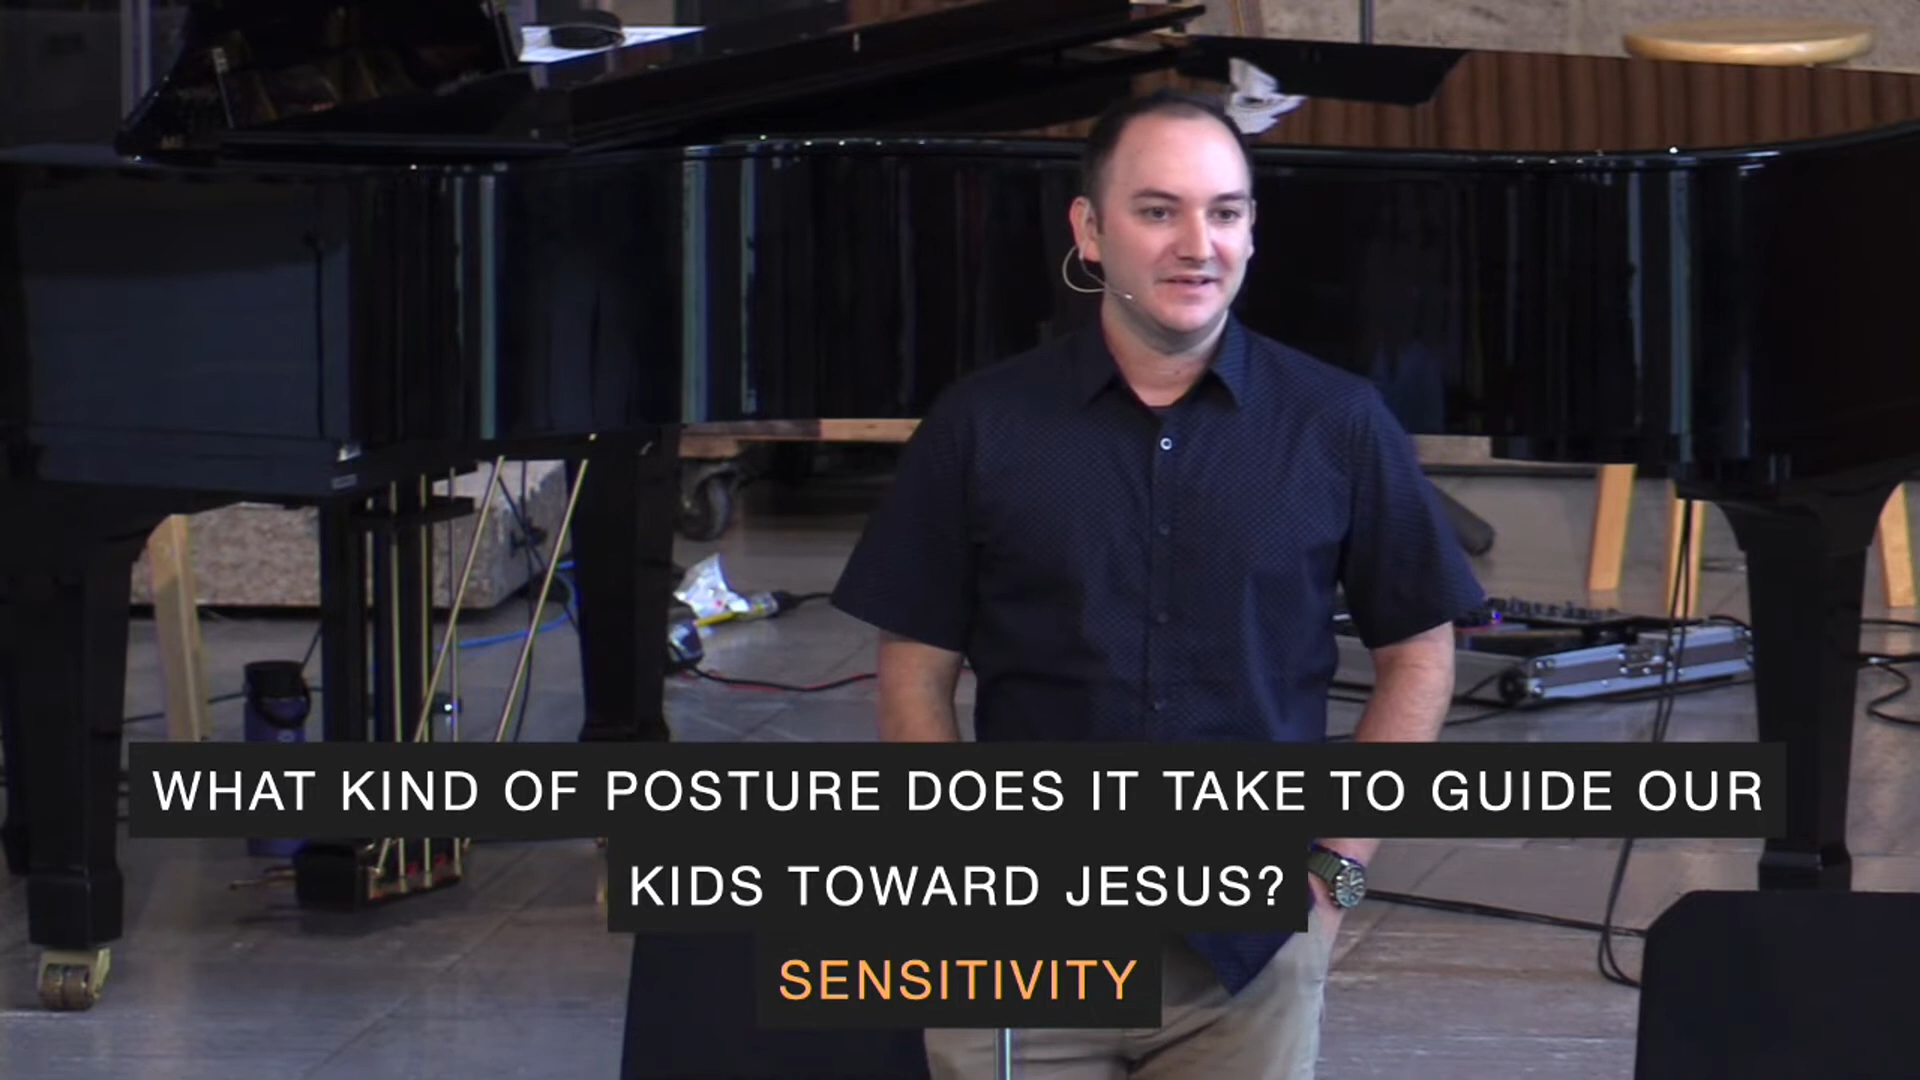 WHAT KIND OF POSTURE DOES IT TAKE TO GUIDE OUR
KIDS TOWARD JESUS?
SENSITIVITY